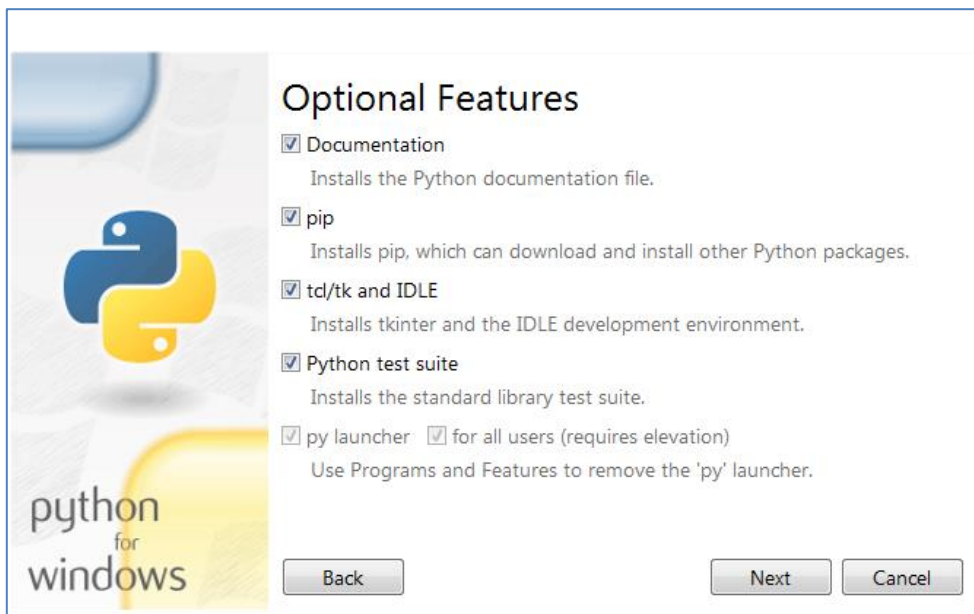 Optional Features
Documentation
Installs the Python documentation file.
pip
Installs pip, which can download and install other Python packages.
tcl/tk and IDLE
Installs tkinter and the IDLE development environment.
Python test suite
Installs the standard library test suite.
py launcher for all users (requires elevation)
Use Programs and Features to remove the 'py' launcher.
python
for
windows
Back Next Cancel